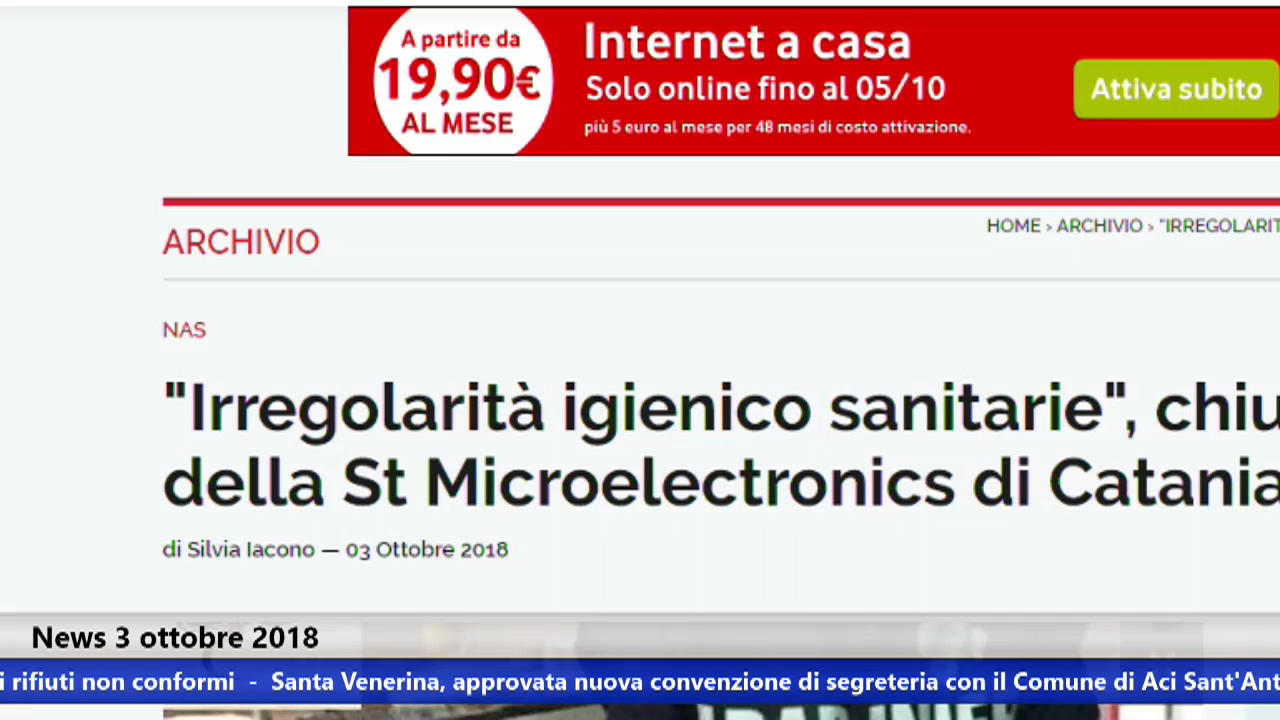 A partire da
19,90€
AL MESE
Internet a casa
Solo online fino al 05/10
più 5 euro al mese per 48 mesi di costo attivazione.
Attiva subito
ARCHIVIO
HOME › ARCHIVIO › "IRREGOLARIT
NAS
"Irregolarità igienico sanitarie", chiu
della St Microelectronics di Catania
di Silvia Iacono — 03 Ottobre 2018
News 3 ottobre 2018
i rifiuti non conformi - Santa Venerina, approvata nuova convenzione di segreteria con il Comune di Aci Sant'Ant